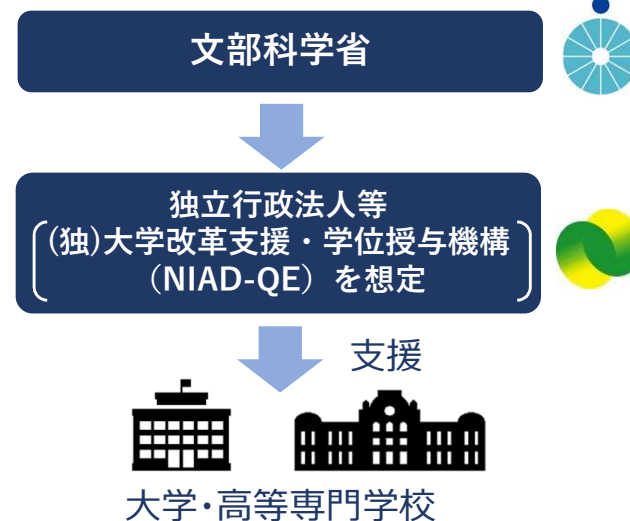 文部科学省
独立行政法人等
(独)大学改革支援・学位授与機構
(NIAD-QE) を想定
支援
大学・高等専門学校